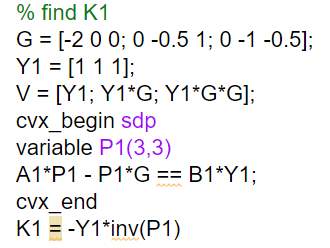 % find K1
G = [-2 0 0; 0 -0.5 1; 0 -1 -0.5];
Y1 = [1 1 1];
V = [Y1; Y1*G; Y1*G*G];
cvx_begin sdp
variable P1(3,3)
A1*P1 - P1*G == B1*Y1;
cvx_end
K1 = -Y1*inv(P1)